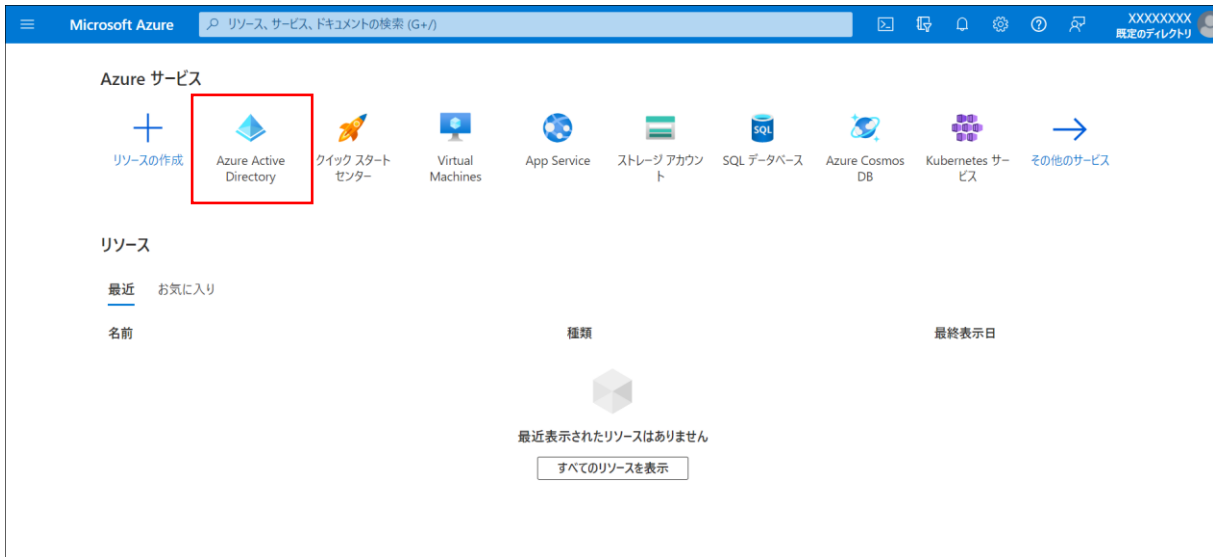 Microsoft Azure
リソース、サービス、ドキュメントの検索 (G+/)
XXXXXXXX
既定のディレクトリ
Azure サービス
リソースの作成
Azure Active
Directory
クイック スタート
センター
Virtual
Machines
App Service
ストレージ アカウン
ト
SQL
SQL データベース
Azure Cosmos
DB
Kubernetes サー
ビス
その他のサービス
リソース
最近
お気に入り
名前
種類
最終表示日
最近表示されたリソースはありません
すべてのリソースを表示